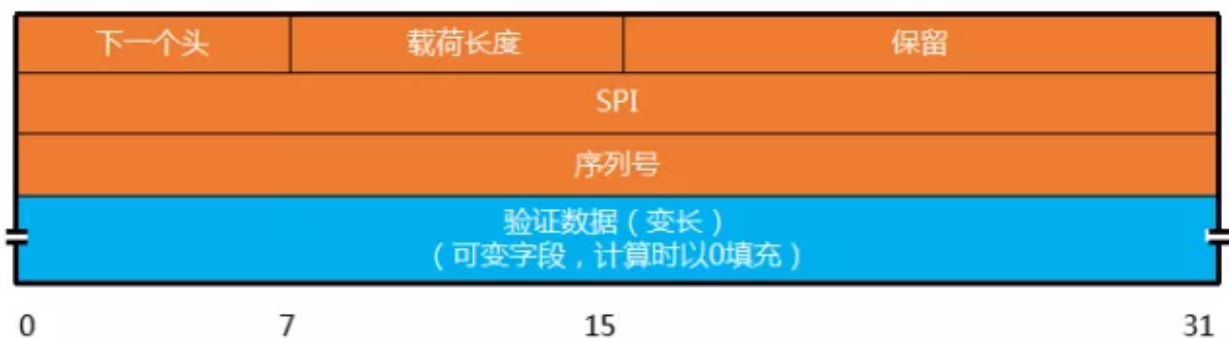 下一个头 载荷长度 保留
SPI
序列号
验证数据（变长）
（可变字段，计算时以0填充）
0 7 15 31